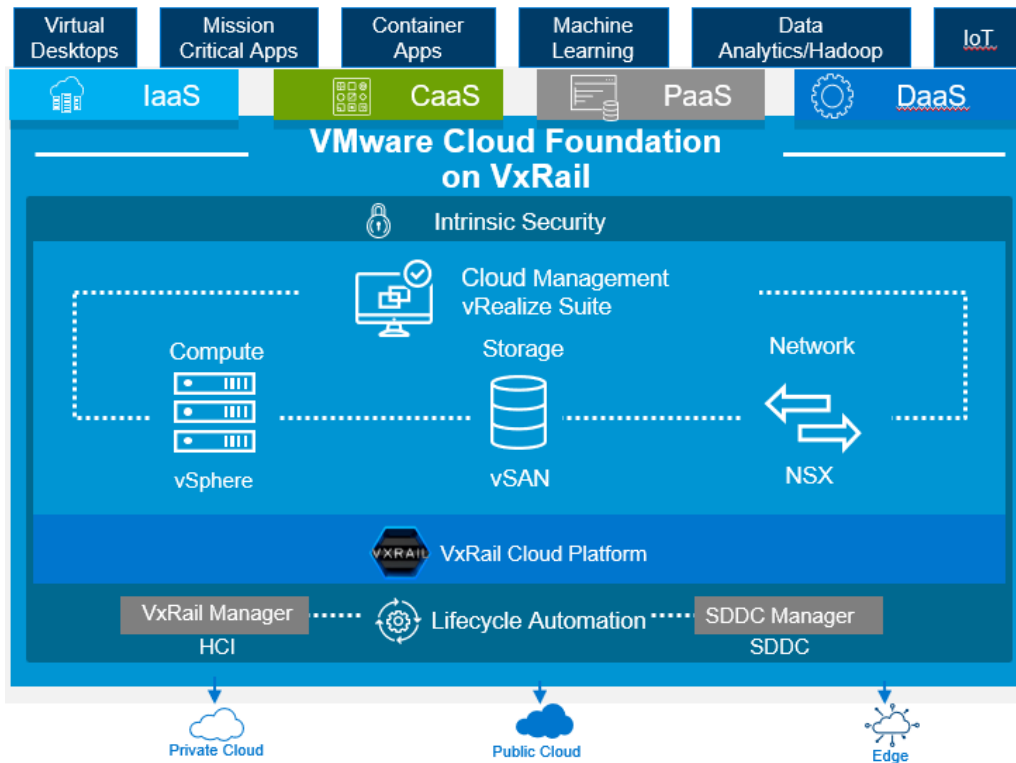 Virtual
Desktops
Mission
Critical Apps
Container
Apps
Machine
Learning
Data
Analytics/Hadoop
IoT
IaaS
CaaS
PaaS
DaaS
VMware Cloud Foundation
on VxRail
Intrinsic Security
Cloud Management
vRealize Suite
Compute
Storage
Network
vSphere
vSAN
NSX
VXRAIL
VxRail Cloud Platform
VxRail Manager
Lifecycle Automation
SDDC Manager
HCI
SDDC
Private Cloud
Public Cloud
Edge